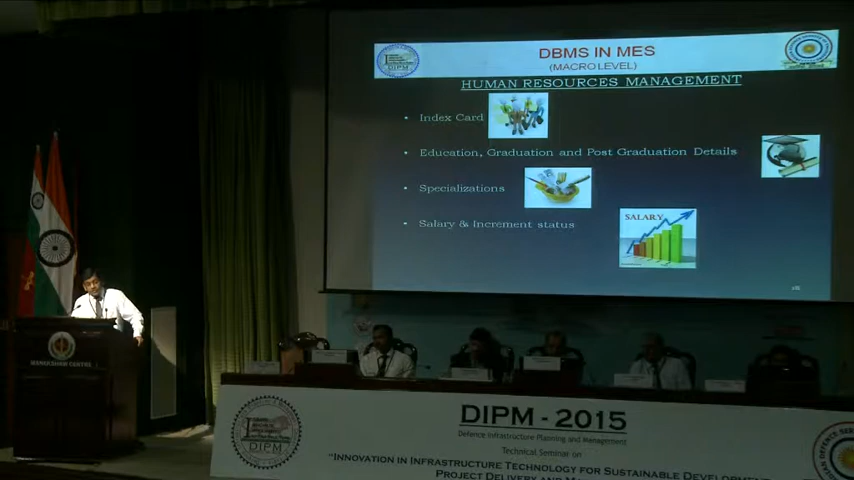 DBMS IN MES
(MACRO LEVEL)
DIPM
HUMAN RESOURCES MANAGEMENT
• Index Card
• Education, Graduation and Post Graduation Details
• Specializations
SALARY
• Salary & Increment status
MANEKSHAW CENTRE
DIPM - 2015
Defence Infrastructure Planning and Management
Technical Seminar on
DIPM
"INNOVATION IN INFRASTRUCTURE TECHNOLOGY FOR SUSTAINABLE DEVELOPMENT
PROJECT DELIVERY AND